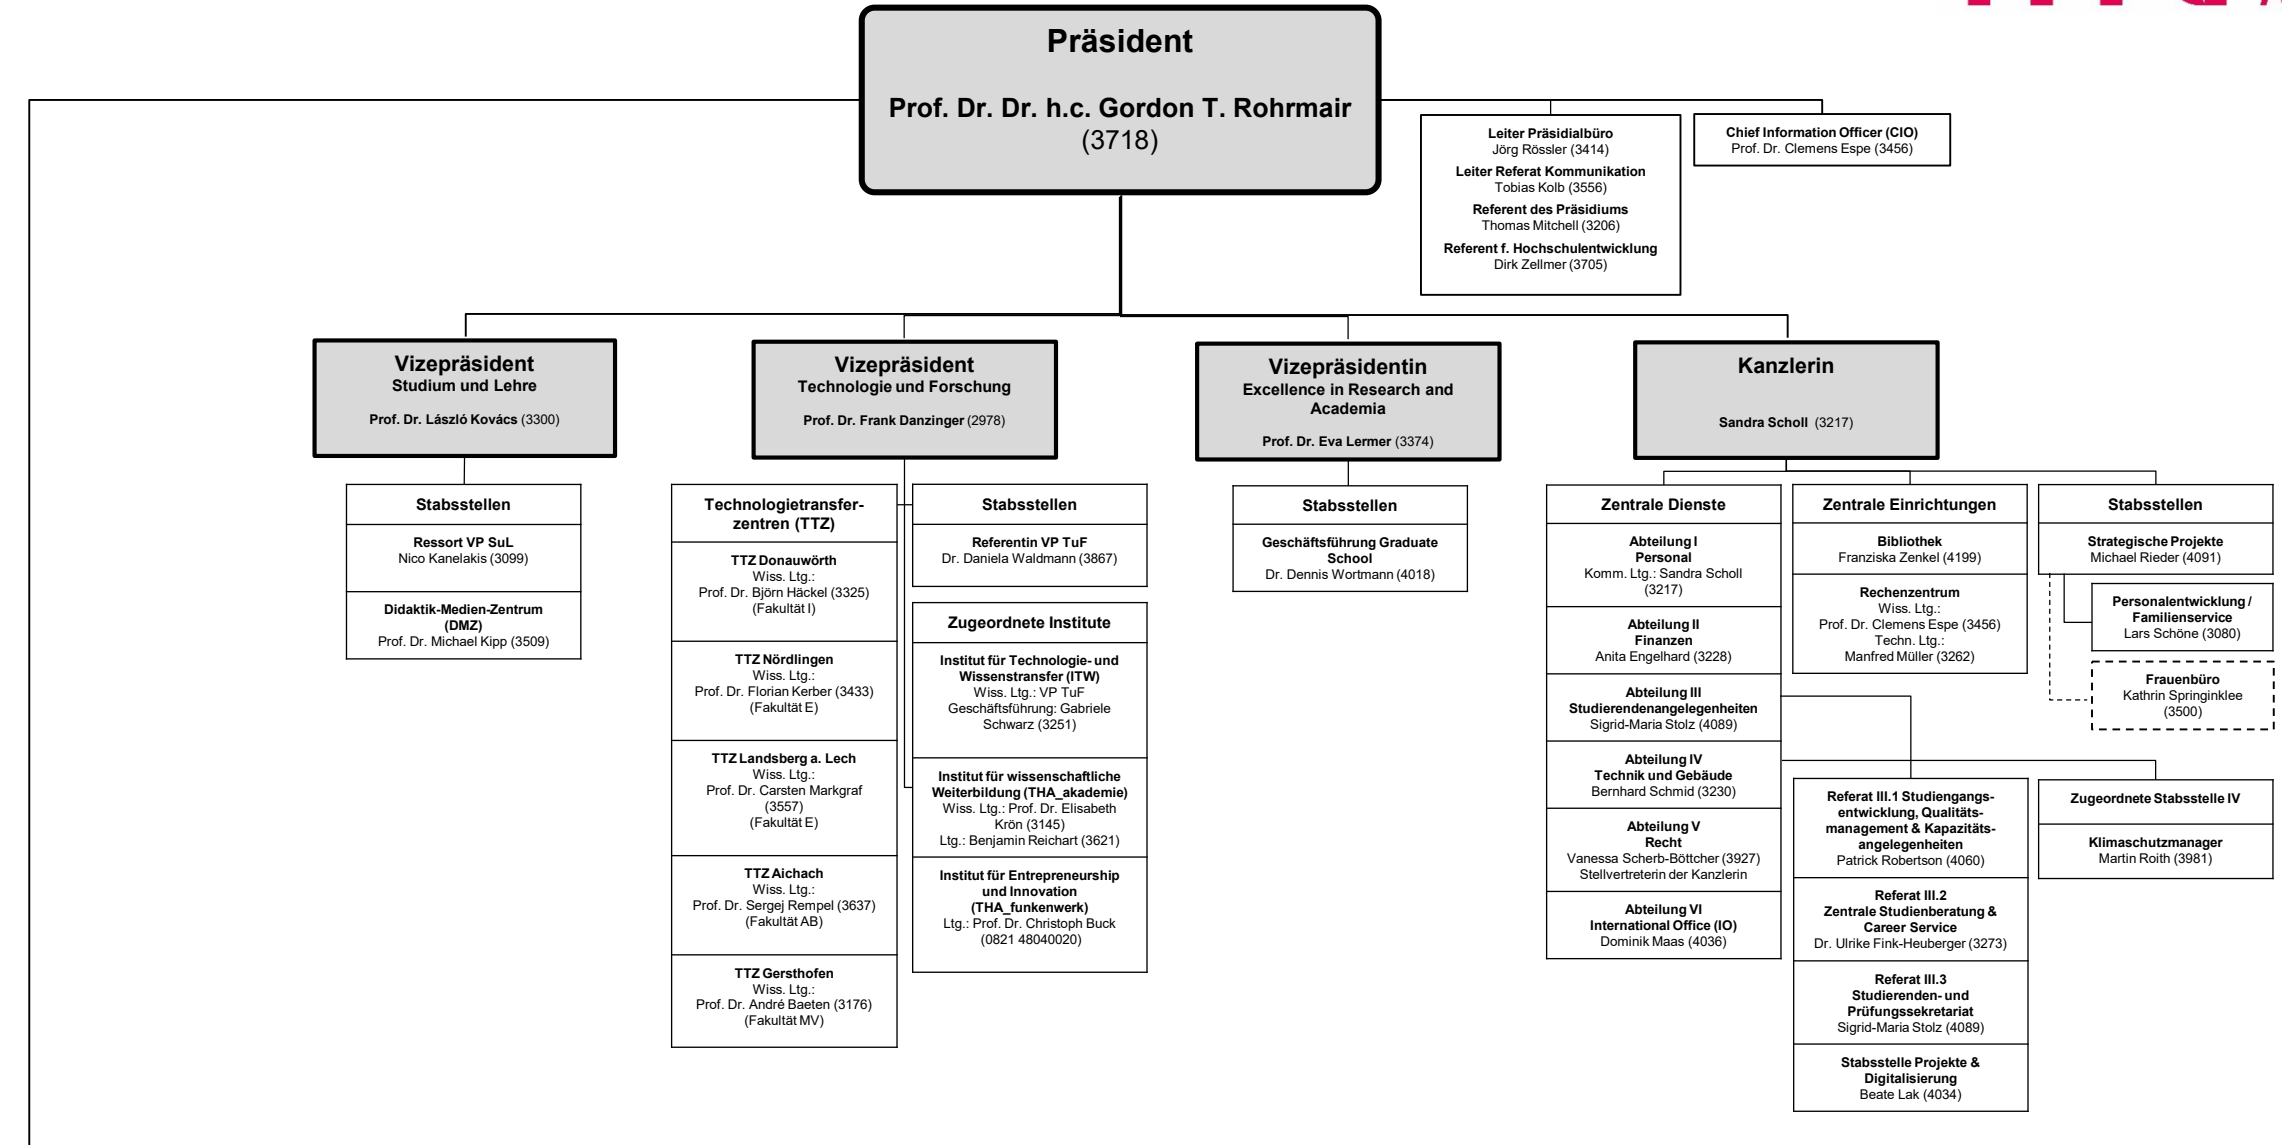 Präsident
Prof. Dr. Dr. h.c. Gordon T. Rohrmair
(3718)
Leiter Präsidialbüro
Jörg Rössler (3414)
Leiter Referat Kommunikation
Tobias Kolb (3556)
Referent des Präsidiums
Thomas Mitchell (3206)
Referent f. Hochschulentwicklung
Dirk Zellmer (3705)
Chief Information Officer (CIO)
Prof. Dr. Clemens Espe (3456)
Vizepräsident
Studium und Lehre
Prof. Dr. László Kovács (3300)
Stabsstellen
Ressort VP SuL
Nico Kanelakis (3099)
Didaktik-Medien-Zentrum
(DMZ)
Prof. Dr. Michael Kipp (3509)
Vizepräsident
Technologie und Forschung
Prof. Dr. Frank Danzinger (2978)
Technologietransfer-
zentren (TTZ)
TTZ Donauwörth
Wiss. Ltg.:
Prof. Dr. Björn Häckel (3325)
(Fakultät I)
TTZ Nördlingen
Wiss. Ltg.:
Prof. Dr. Florian Kerber (3433)
(Fakultät E)
TTZ Landsberg a. Lech
Wiss. Ltg.:
Prof. Dr. Carsten Markgraf
(3557)
(Fakultät E)
TTZ Aichach
Wiss. Ltg.:
Prof. Dr. Sergej Rempel (3637)
(Fakultät AB)
TTZ Gersthofen
Wiss. Ltg.:
Prof. Dr. André Baeten (3176)
(Fakultät MV)
Stabsstellen
Referentin VP TuF
Dr. Daniela Waldmann (3867)
Zugeordnete Institute
Institut für Technologie- und
Wissenstransfer (ITW)
Wiss. Ltg.: VP TuF
Geschäftsführung: Gabriele
Schwarz (3251)
Institut für wissenschaftliche
Weiterbildung (THA_akademie)
Wiss. Ltg.: Prof. Dr. Elisabeth
Krön (3145)
Ltg.: Benjamin Reichart (3621)
Institut für Entrepreneurship
und Innovation
(THA_funkenwerk)
Ltg.: Prof. Dr. Christoph Buck
(0821 48040020)
Vizepräsidentin
Excellence in Research and
Academia
Prof. Dr. Eva Lermer (3374)
Stabsstellen
Geschäftsführung Graduate
School
Dr. Dennis Wortmann (4018)
Kanzlerin
Sandra Scholl (3217)
Zentrale Dienste
Abteilung I
Personal
Komm. Ltg.: Sandra Scholl
(3217)
Abteilung II
Finanzen
Anita Engelhard (3228)
Abteilung III
Studierendenangelegenheiten
Sigrid-Maria Stolz (4089)
Abteilung IV
Technik und Gebäude
Bernhard Schmid (3230)
Abteilung V
Recht
Vanessa Scherb-Böttcher (3927)
Stellvertreterin der Kanzlerin
Abteilung VI
International Office (IO)
Dominik Maas (4036)
Zentrale Einrichtungen
Bibliothek
Franziska Zenkel (4199)
Rechenzentrum
Wiss. Ltg.:
Prof. Dr. Clemens Espe (3456)
Techn. Ltg.:
Manfred Müller (3262)
Stabsstellen
Strategische Projekte
Michael Rieder (4091)
Personalentwicklung /
Familienservice
Lars Schöne (3080)
Frauenbüro
Kathrin Springinklee
(3500)
Referat III.1 Studiengangs-
entwicklung, Qualitäts-
management & Kapazitäts-
angelegenheiten
Patrick Robertson (4060)
Referat III.2
Zentrale Studienberatung &
Career Service
Dr. Ulrike Fink-Heuberger (3273)
Referat III.3
Studierenden- und
Prüfungssekretariat
Sigrid-Maria Stolz (4089)
Stabsstelle Projekte &
Digitalisierung
Beate Lak (4034)
Zugeordnete Stabsstelle IV
Klimaschutzmanager
Martin Roith (3981)